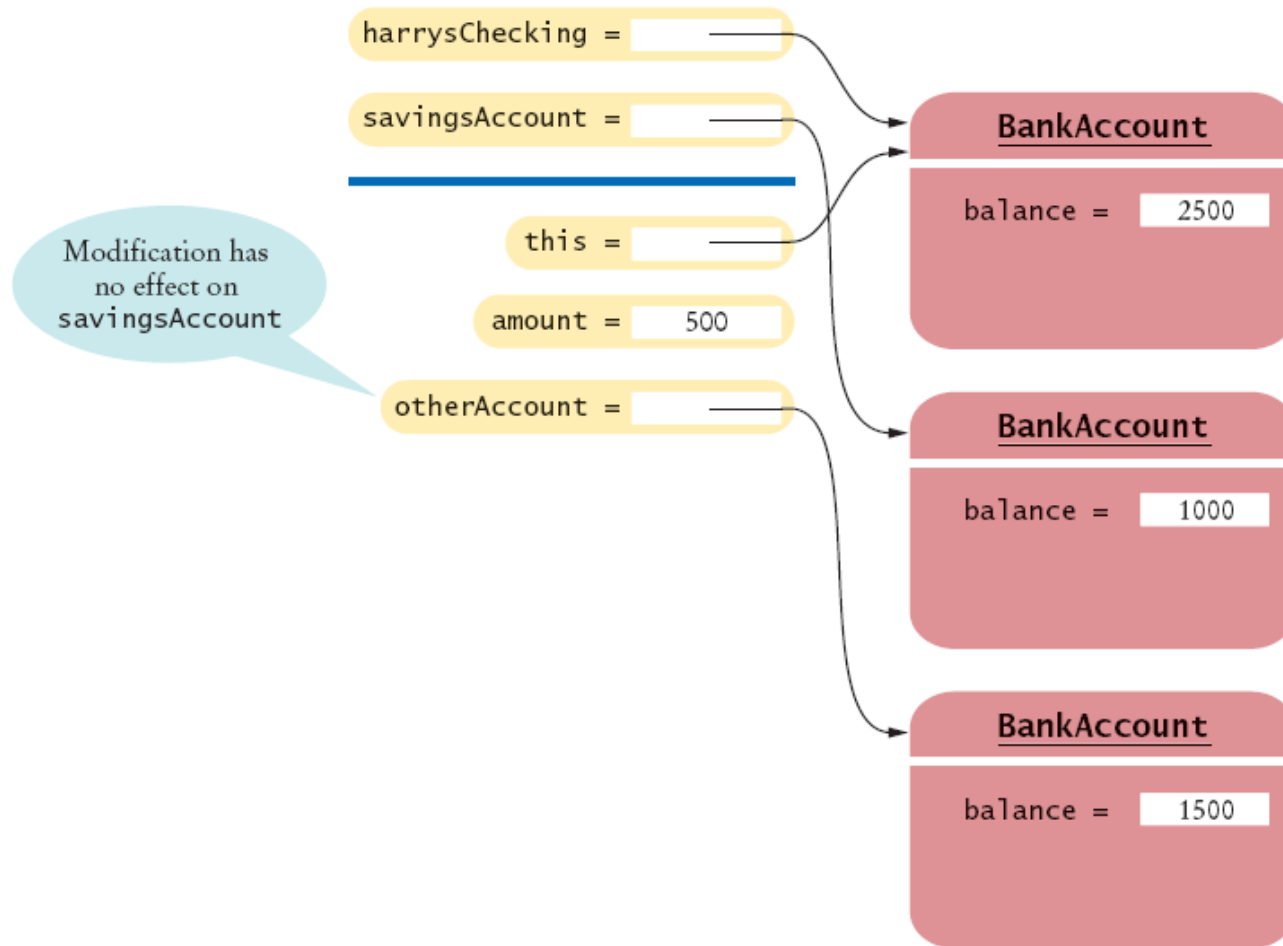 harrysChecking =
savingsAccount =
BankAccount
balance = 2500
this =
Modification has
no effect on
savingsAccount
amount = 500
otherAccount =
BankAccount
balance = 1000
BankAccount
balance = 1500